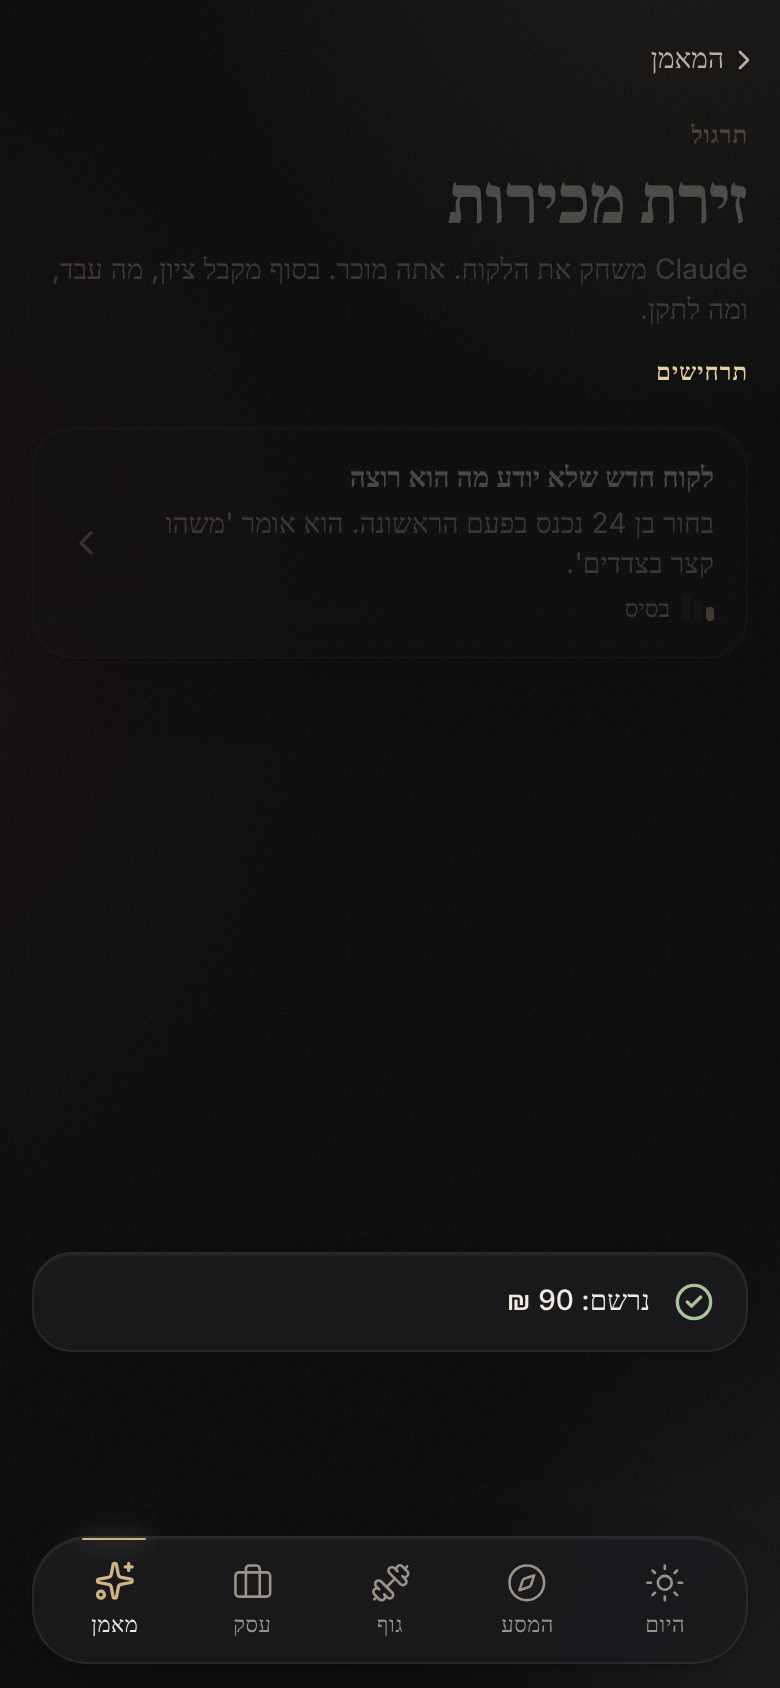 המאמן
תרגול
זירת מכירות
Claude משחק את הלקוח. אתה מוכר. בסוף מקבל ציון, מה עבד,
ומה לתקן.
תרחישים
לקוח חדש שלא יודע מה הוא רוצה
בחור בן 24 נכנס בפעם הראשונה. הוא אומר 'משהו
קצר בצדדים'.
בסיס
נרשם: 90 ₪
היום
המסע
גוף
עסק
מאמן